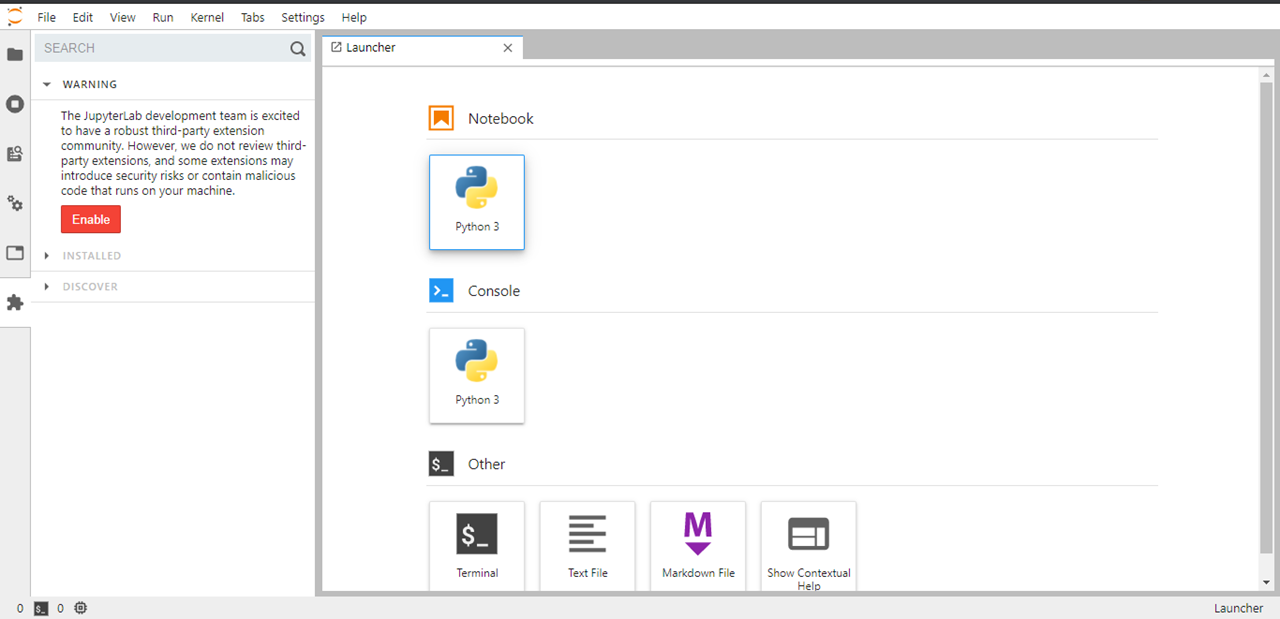 File Edit View Run Kernel Tabs Settings Help
SEARCH
WARNING
The JupyterLab development team is excited
to have a robust third-party extension
community. However, we do not review third-
party extensions, and some extensions may
introduce security risks or contain malicious
code that runs on your machine.
Enable
INSTALLED
DISCOVER
Launcher
Notebook
Python 3
>_ Console
Python 3
$_ Other
$_
Terminal
Text File
M
Markdown File
Show Contextual
Help
0 $_ 0
Launcher